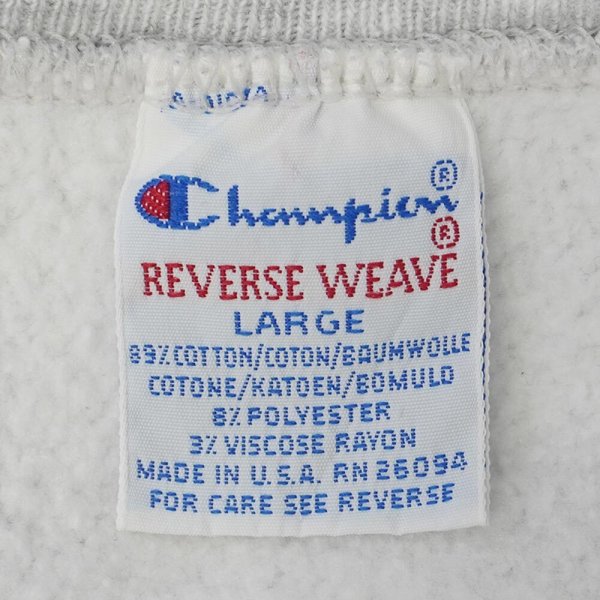 Champion®
REVERSE WEAVE®
LARGE
89% COTTON/COTON/BAUMWOLLE
COTONE/KATOEN/BOMULD
8% POLYESTER
3% VISCOSE RAYON
MADE IN U.S.A. RN 26094
FOR CARE SEE REVERSE